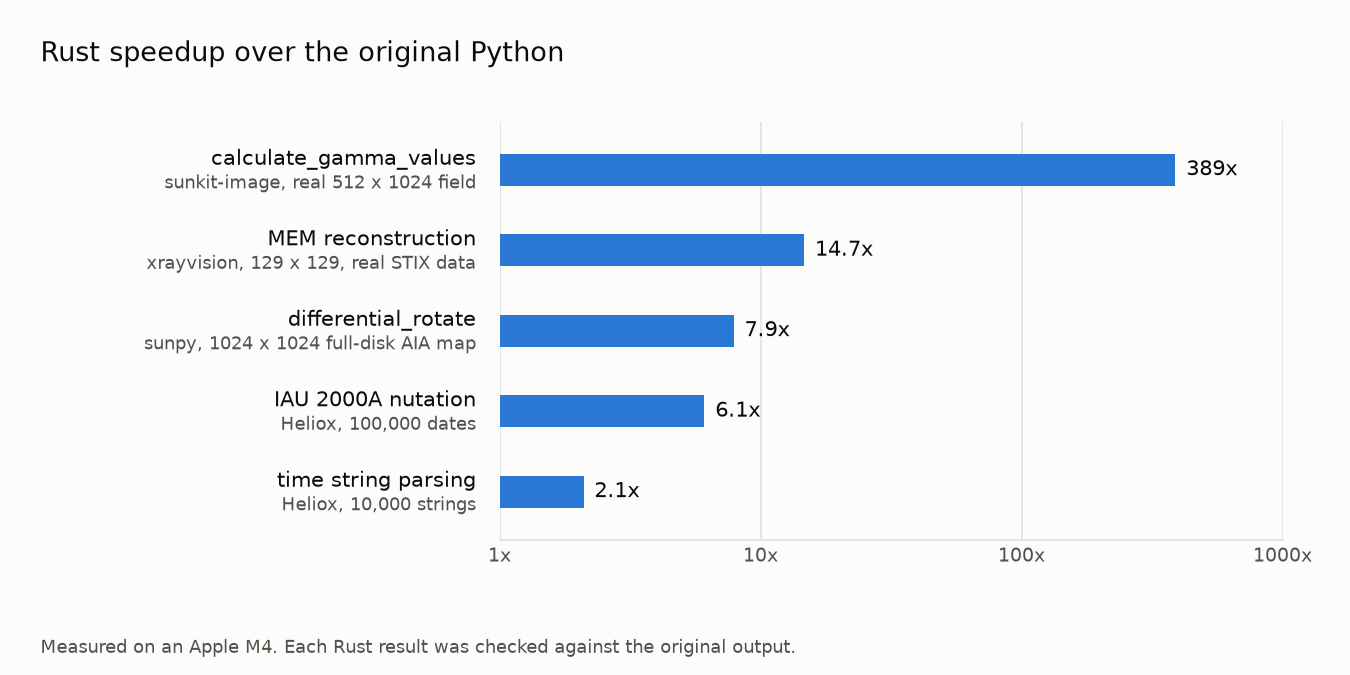 Rust speedup over the original Python
calculate_gamma_values
sunkit-image, real 512 x 1024 field
389x
MEM reconstruction
xrayvision, 129 x 129, real STIX data
14.7x
differential_rotate
sunpy, 1024 x 1024 full-disk AIA map
7.9x
IAU 2000A nutation
Heliox, 100,000 dates
6.1x
time string parsing
Heliox, 10,000 strings
2.1x
1x 10x 100x 1000x
Measured on an Apple M4. Each Rust result was checked against the original output.